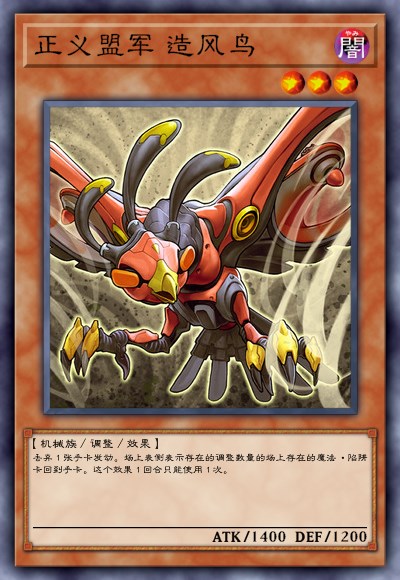 正义盟军 造风鸟
やみ
闇
【机械族／调整／效果】
丢弃1张手卡发动。场上表侧表示存在的调整数量的场上存在的魔法·陷阱
卡回到手卡。这个效果1回合只能使用1次。
ATK/1400 DEF/1200